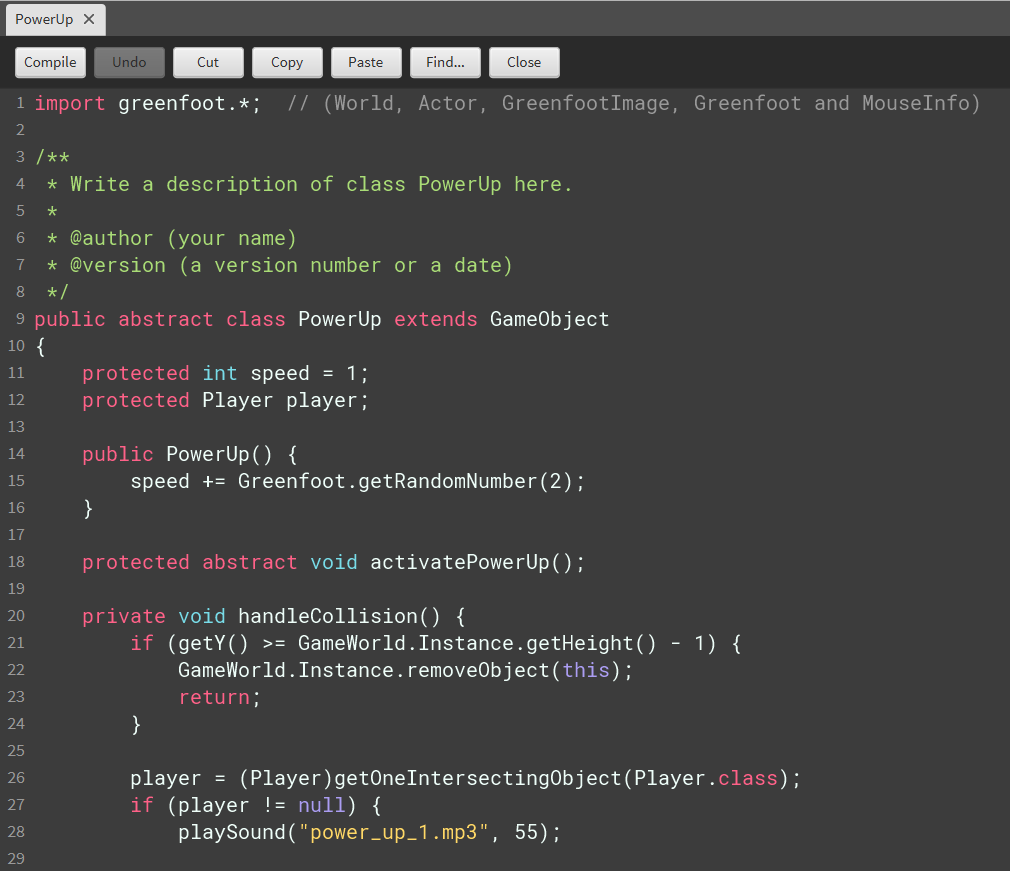 PowerUp ✕
Compile Undo Cut Copy Paste Find... Close
1 import greenfoot.*;  // (World, Actor, GreenfootImage, Greenfoot and MouseInfo)
2
3 /**
4  * Write a description of class PowerUp here.
5  *
6  * @author (your name)
7  * @version (a version number or a date)
8  */
9 public abstract class PowerUp extends GameObject
10 {
11     protected int speed = 1;
12     protected Player player;
13
14     public PowerUp() {
15         speed += Greenfoot.getRandomNumber(2);
16     }
17
18     protected abstract void activatePowerUp();
19
20     private void handleCollision() {
21         if (getY() >= GameWorld.Instance.getHeight() - 1) {
22             GameWorld.Instance.removeObject(this);
23             return;
24         }
25
26         player = (Player)getOneIntersectingObject(Player.class);
27         if (player != null) {
28             playSound("power_up_1.mp3", 55);
29